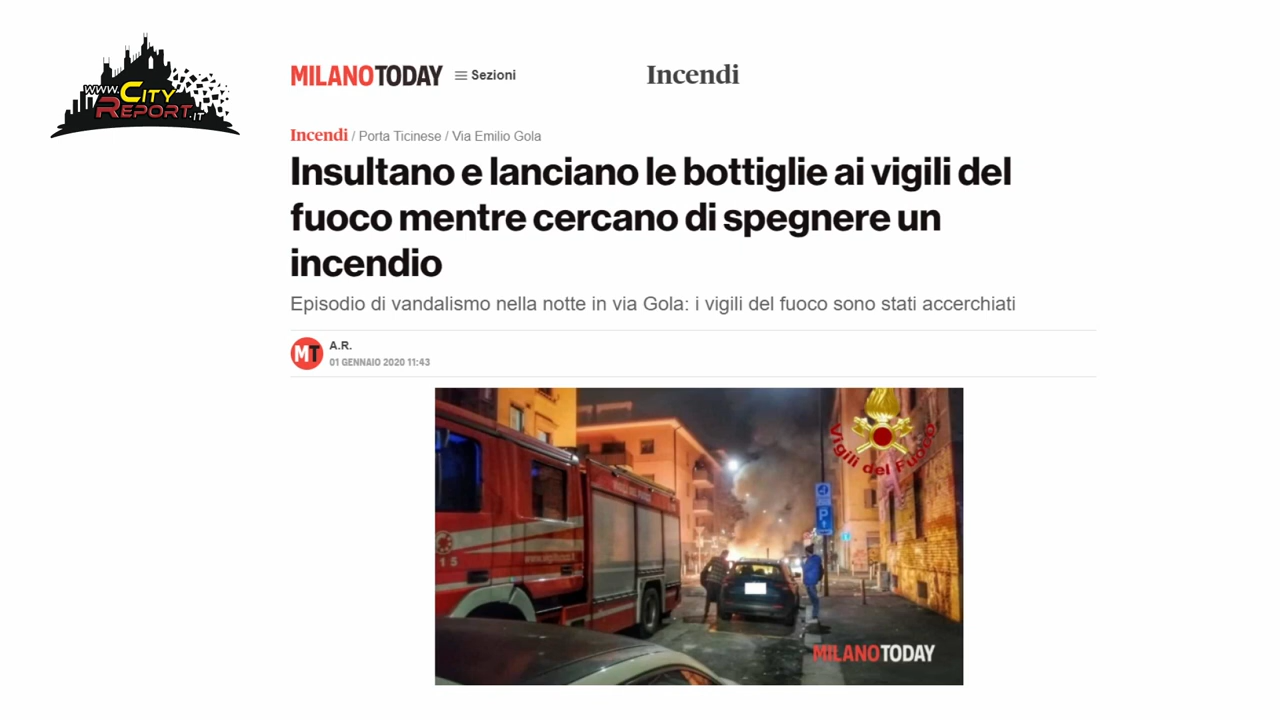 www.City
Report.it
MILANOTODAY
Sezioni
Incendi
Incendi / Porta Ticinese / Via Emilio Gola
Insultano e lanciano le bottiglie ai vigili del
fuoco mentre cercano di spegnere un
incendio
Episodio di vandalismo nella notte in via Gola: i vigili del fuoco sono stati accerchiati
MT
A.R.
01 GENNAIO 2020 11:43
Vigili del Fuoco
P
15
MILANOTODAY